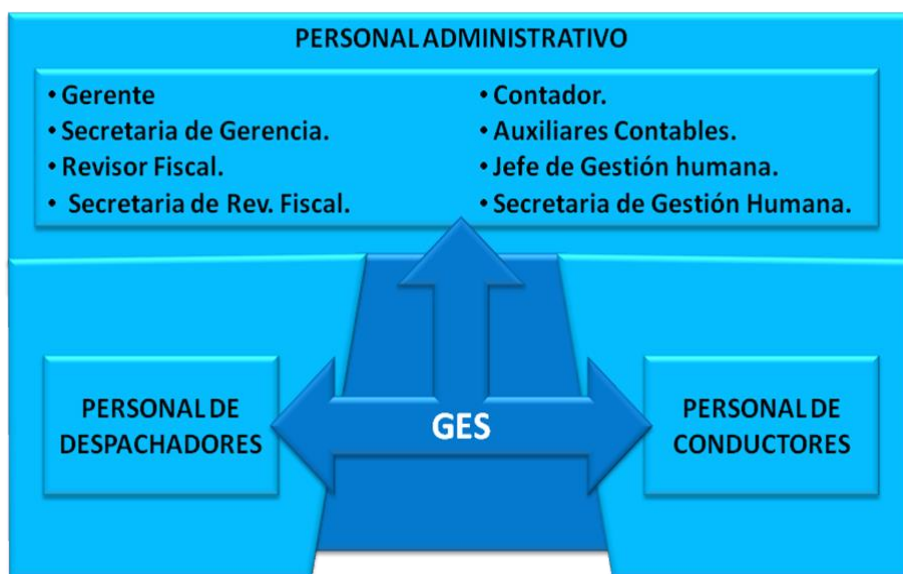 PERSONAL ADMINISTRATIVO
• Gerente
• Secretaria de Gerencia.
• Revisor Fiscal.
• Secretaria de Rev. Fiscal.
• Contador.
• Auxiliares Contables.
• Jefe de Gestión humana.
• Secretaria de Gestión Humana.
PERSONAL DE
DESPACHADORES
GES
PERSONAL DE
CONDUCTORES